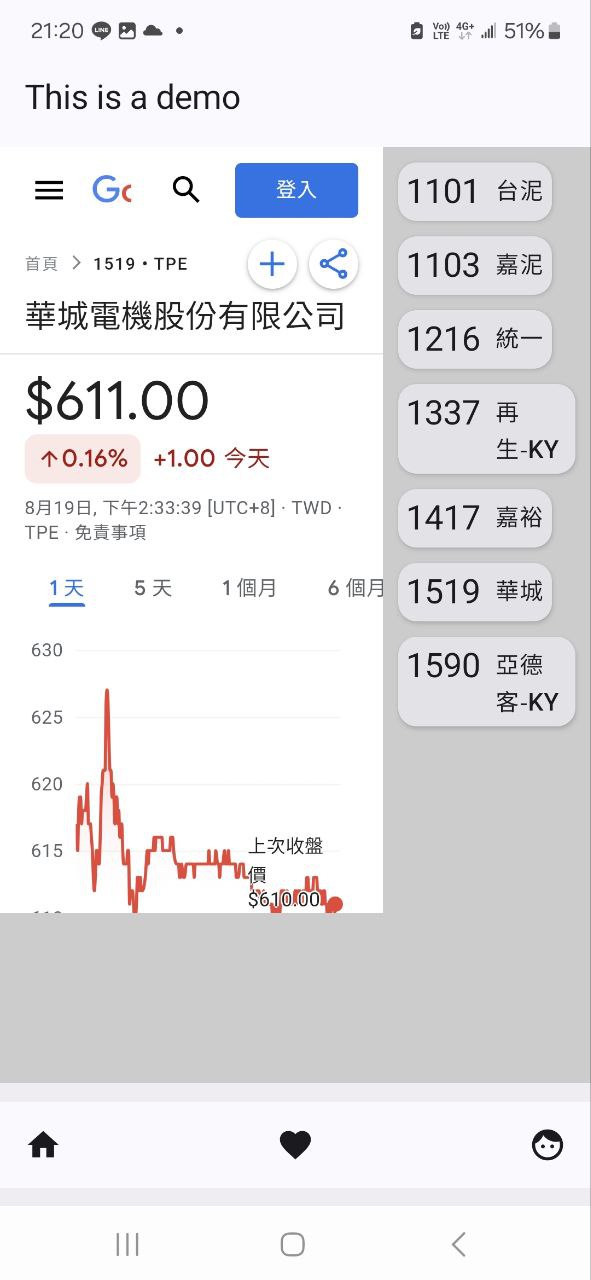 21:20 LINE Vo)) LTE 4G+ 51%
This is a demo
登入
首頁 > 1519 • TPE
華城電機股份有限公司
$611.00
↑0.16% +1.00 今天
8月19日, 下午2:33:39 [UTC+8] · TWD ·
TPE · 免責事項
1 天 5 天 1 個月 6 個月
630
625
620
615
上次收盤
價
$610.00
1101 台泥
1103 嘉泥
1216 統一
1337 再
生-KY
1417 嘉裕
1519 華城
1590 亞德
客-KY